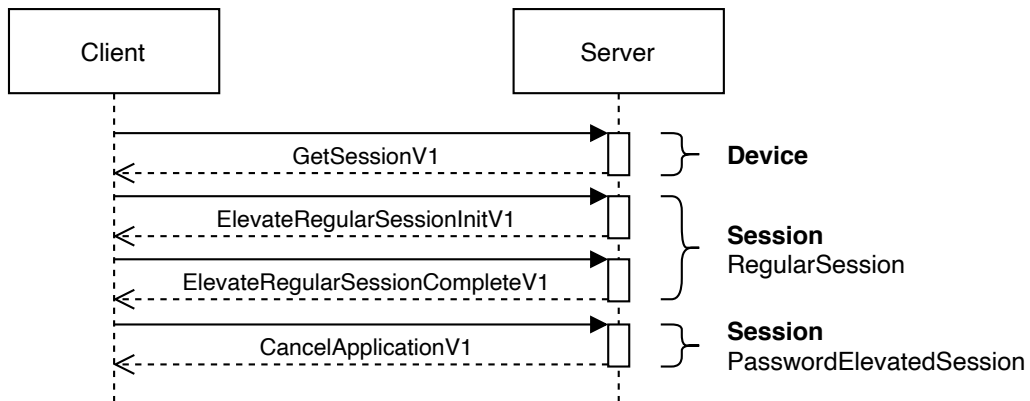 Client
Server
GetSessionV1
Device
ElevateRegularSessionInitV1
Session
RegularSession
ElevateRegularSessionCompleteV1
CancelApplicationV1
Session
PasswordElevatedSession